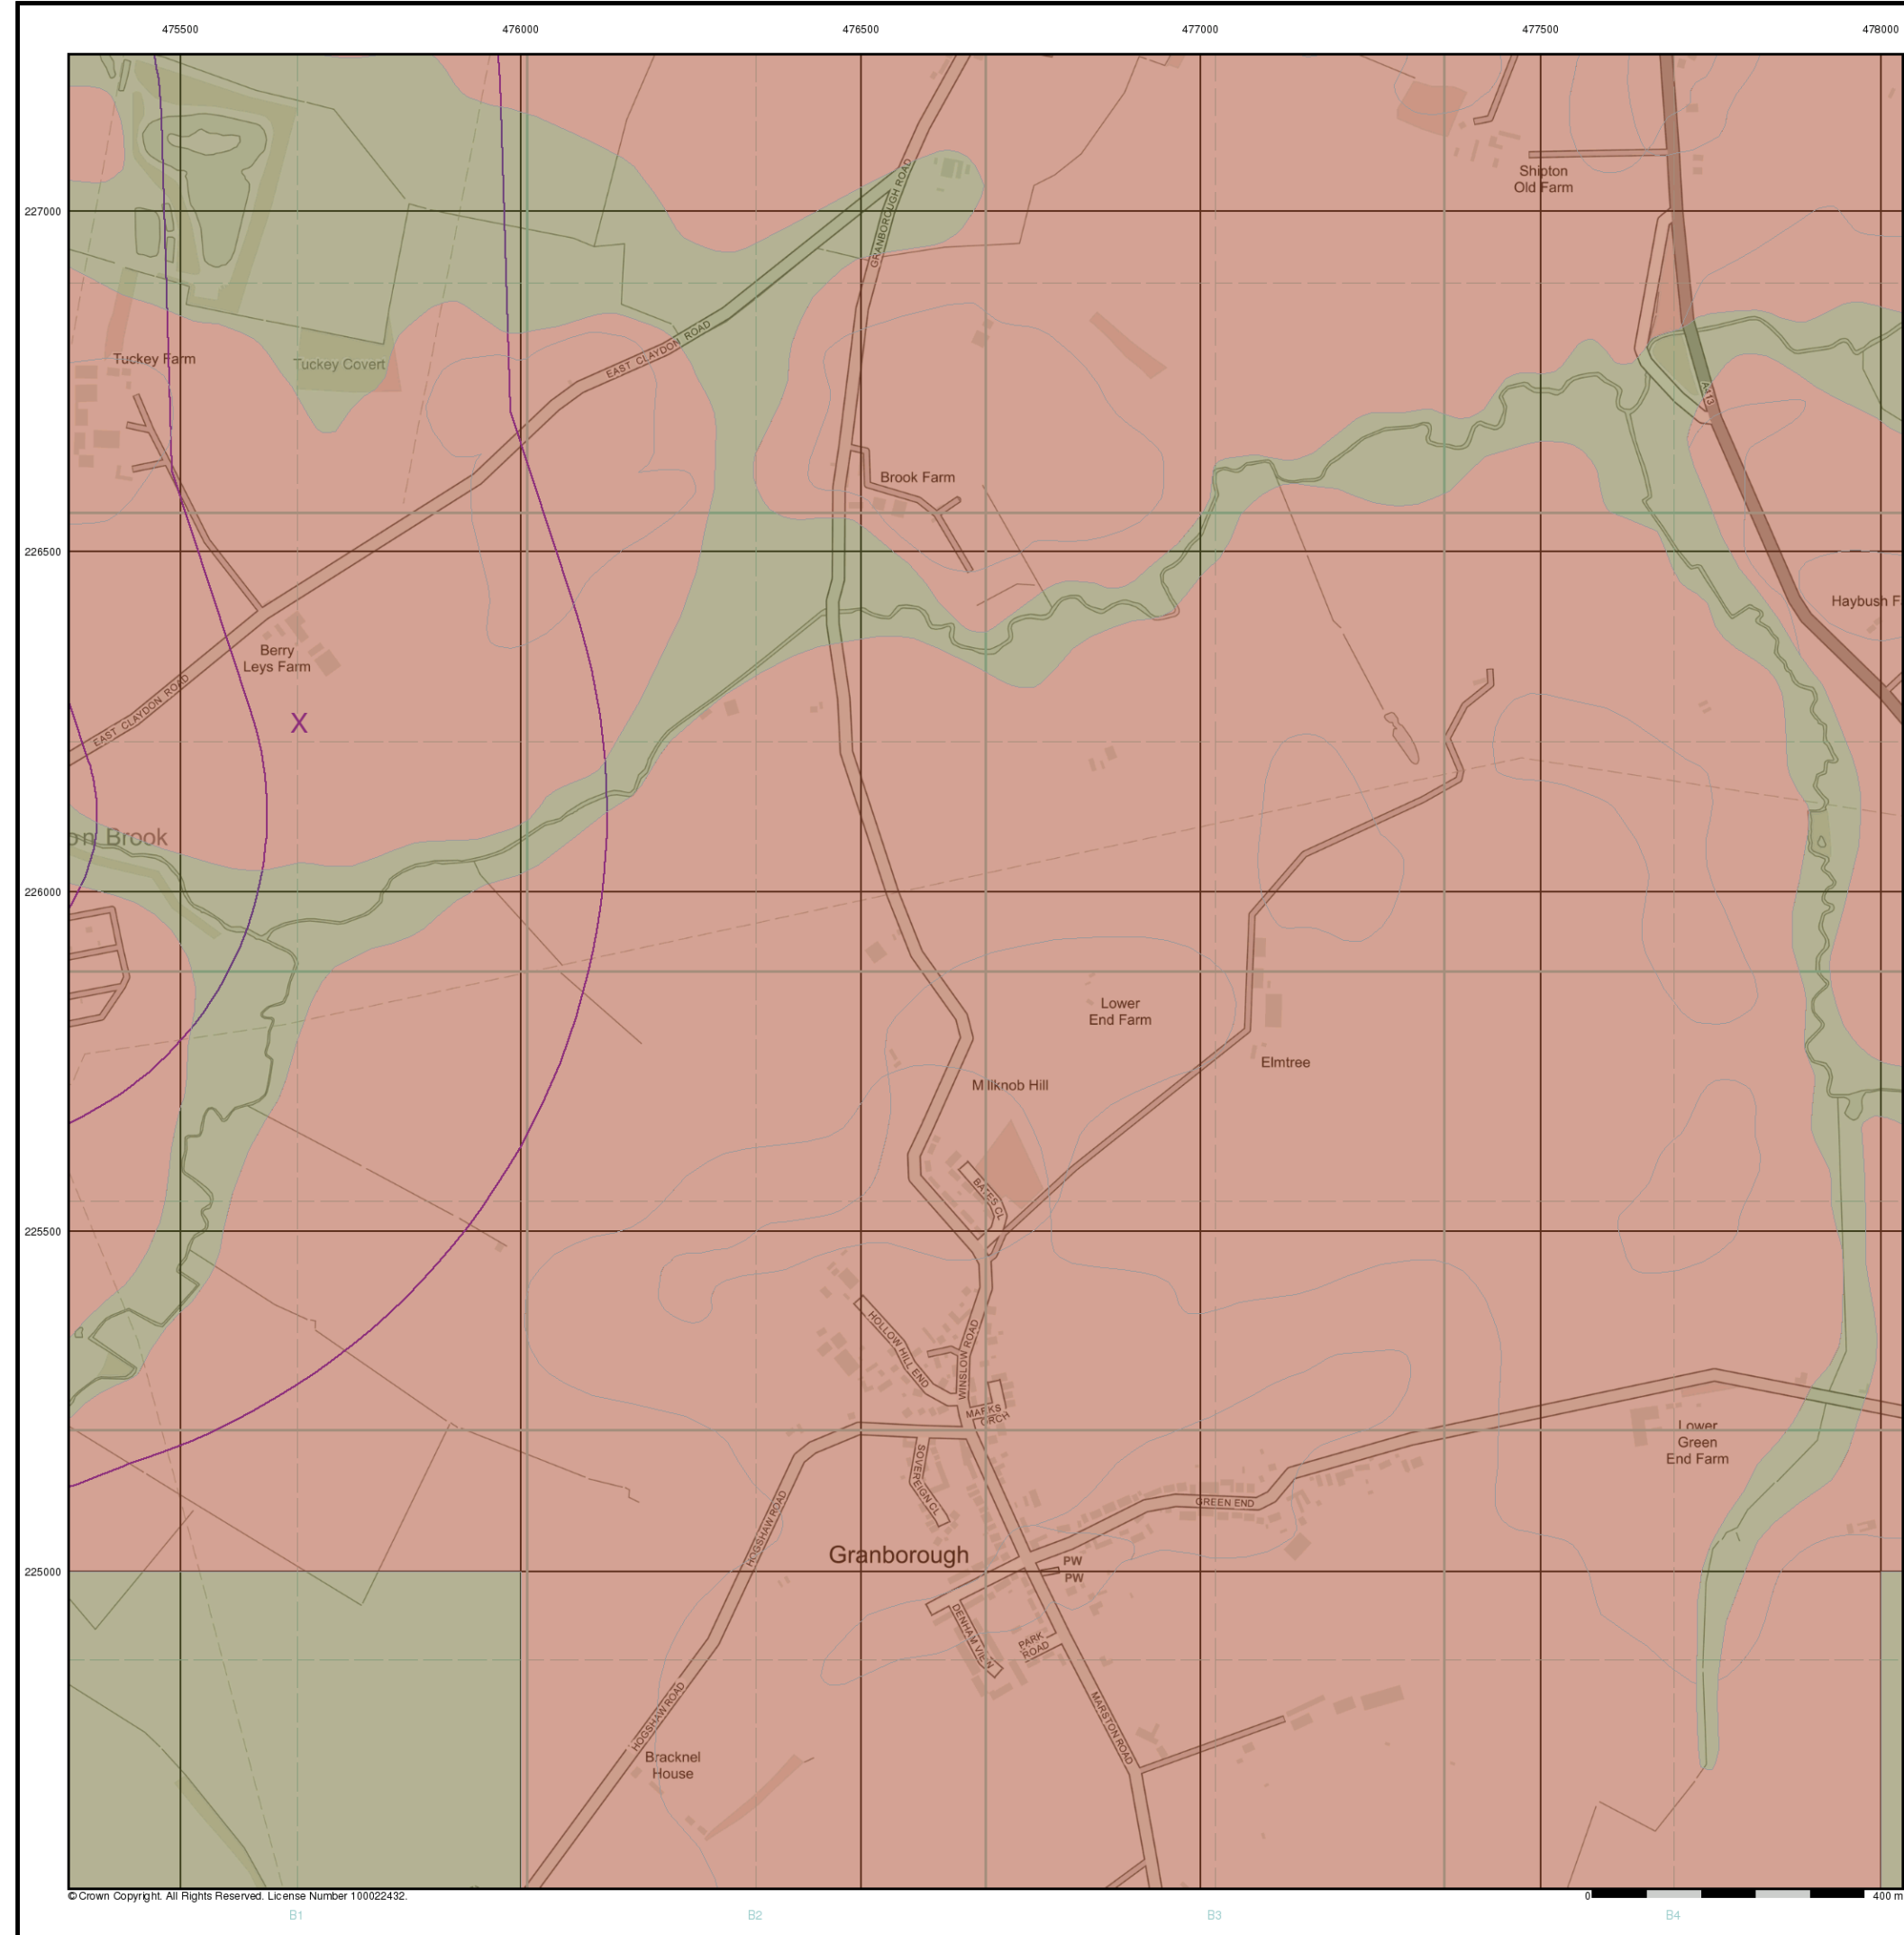 475500 476000 476500 477000 477500 478000
227000
226500
226000
225500
225000
Shipton
Old Farm
GRANBOROUGH ROAD
EAST CLAYDON ROAD
Tuckey Farm
Tuckey Covert
A413
Brook Farm
Haybush F
Berry
Leys Farm
EAST CLAYDON ROAD
X
on Brook
Lower
End Farm
Elmtree
Millknob Hill
BATES CL
HOLLOW HILL END
WINSLOW ROAD
MARKS
ORCH
SOVEREIGN CL
Lower
Green
End Farm
GREEN END
HOGSHAW ROAD
Granborough
PW
PW
DENHAM VIEW
PARK
ROAD
MARSTON ROAD
HOGSHAW ROAD
Bracknel
House
© Crown Copyright. All Rights Reserved. License Number 100022432.
0 400 m
B1 B2 B3 B4